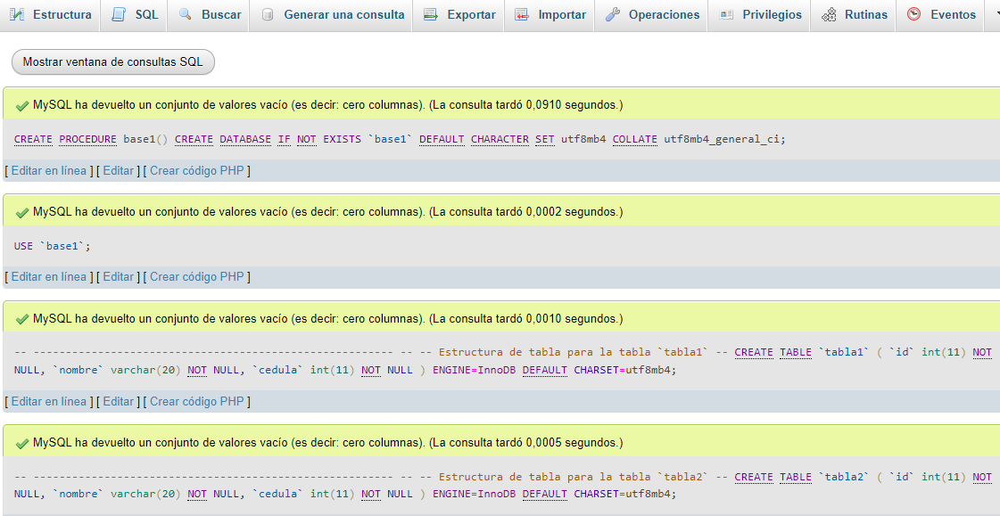 Estructura SQL Buscar Generar una consulta Exportar Importar Operaciones Privilegios Rutinas Eventos
Mostrar ventana de consultas SQL
MySQL ha devuelto un conjunto de valores vacío (es decir: cero columnas). (La consulta tardó 0,0910 segundos.)
CREATE PROCEDURE base1() CREATE DATABASE IF NOT EXISTS `base1` DEFAULT CHARACTER SET utf8mb4 COLLATE utf8mb4_general_ci;
[ Editar en línea ] [ Editar ] [ Crear código PHP ]
MySQL ha devuelto un conjunto de valores vacío (es decir: cero columnas). (La consulta tardó 0,0002 segundos.)
USE `base1`;
[ Editar en línea ] [ Editar ] [ Crear código PHP ]
MySQL ha devuelto un conjunto de valores vacío (es decir: cero columnas). (La consulta tardó 0,0010 segundos.)
-- -------------------------------------------------------- -- -- Estructura de tabla para la tabla `tabla1` -- CREATE TABLE `tabla1` ( `id` int(11) NOT
NULL, `nombre` varchar(20) NOT NULL, `cedula` int(11) NOT NULL ) ENGINE=InnoDB DEFAULT CHARSET=utf8mb4;
[ Editar en línea ] [ Editar ] [ Crear código PHP ]
MySQL ha devuelto un conjunto de valores vacío (es decir: cero columnas). (La consulta tardó 0,0005 segundos.)
-- -------------------------------------------------------- -- -- Estructura de tabla para la tabla `tabla2` -- CREATE TABLE `tabla2` ( `id` int(11) NOT
NULL, `nombre` varchar(20) NOT NULL, `cedula` int(11) NOT NULL ) ENGINE=InnoDB DEFAULT CHARSET=utf8mb4;